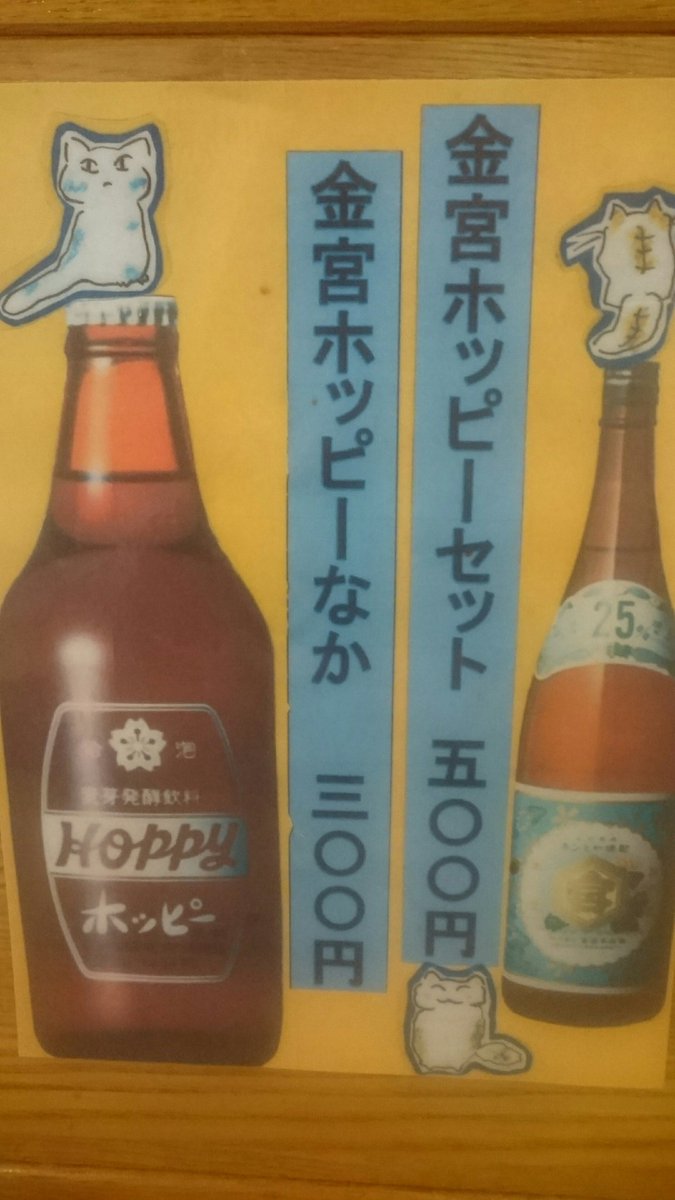 金宮ホッピーセット 五〇〇円
金宮ホッピーなか 三〇〇円
麦芽発酵飲料
Hoppy
ホッピー
25%